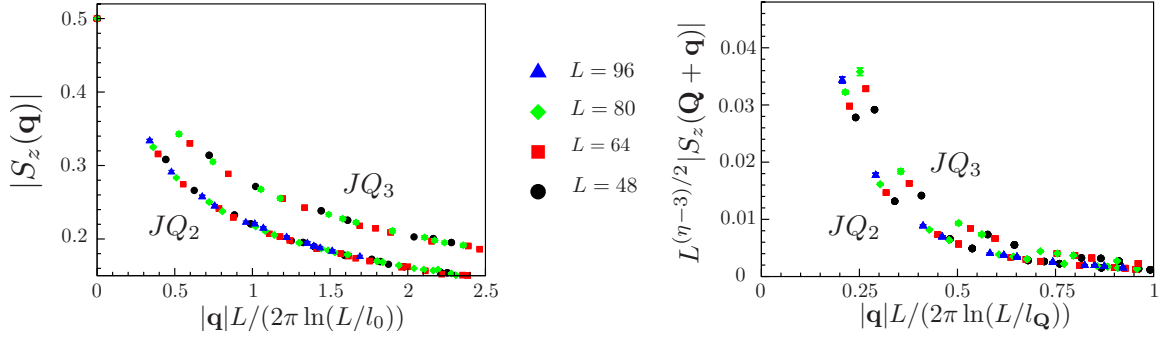 |S_z(𝐪)|
0.5
0.4
0.3
0.2
JQ_3
JQ_2
0
0.5
1
1.5
2
2.5
|𝐪|L/(2π ln(L/l_0))
L = 96
L = 80
L = 64
L = 48
L^{(η−3)/2}|S_z(𝐐 + 𝐪)|
0.04
0.03
0.02
0.01
0
JQ_3
JQ_2
0
0.25
0.5
0.75
1
|𝐪|L/(2π ln(L/l_𝐐))